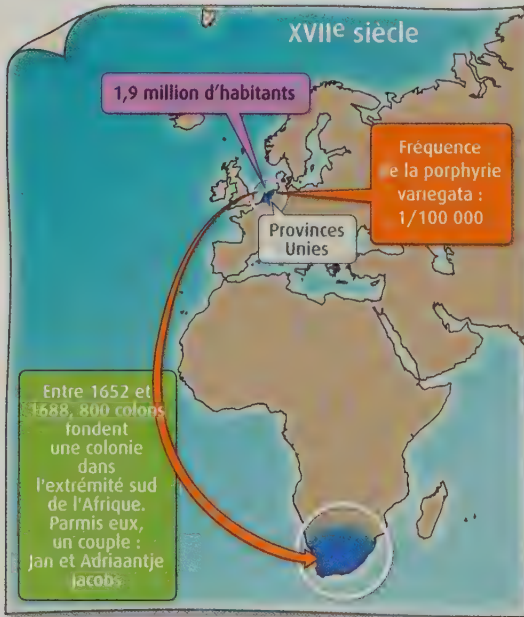 XVIIe siècle
1,9 million d'habitants
Fréquence
e la porphyrie
variegata :
1/100 000
Provinces
Unies
Entre 1652 et
1688, 800 colons
fondent
une colonie
dans
l'extrémité sud
de l'Afrique.
Parmis eux,
un couple :
Jan et Adriaantje
Jacobs